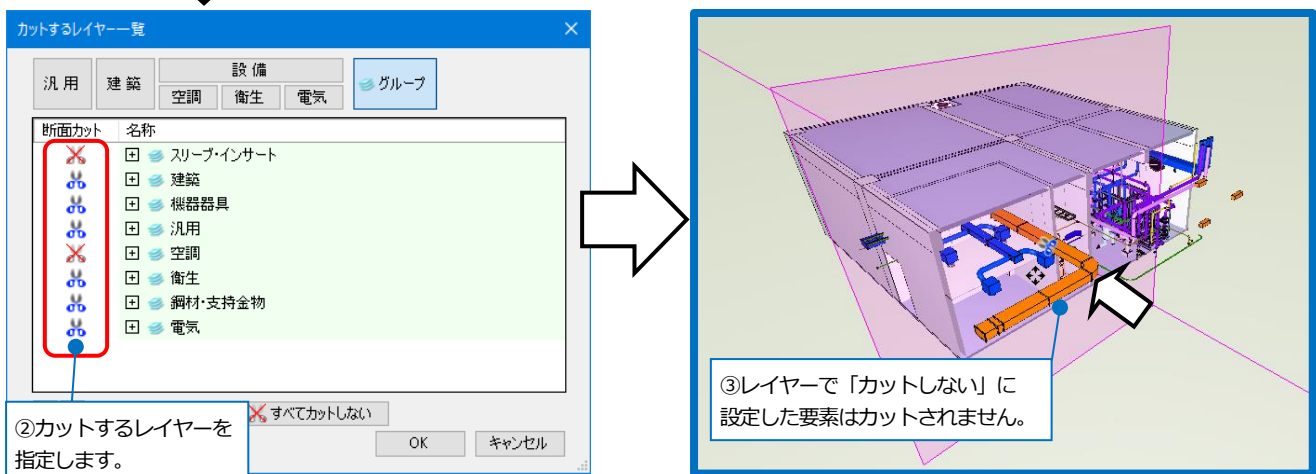 カットするレイヤー一覧
汎用
建築
設備
空調
衛生
電気
グループ
断面カット 名称
スリーブ・インサート
建築
機器器具
汎用
空調
衛生
鋼材・支持金物
電気
すべてカットしない
OK
キャンセル
②カットするレイヤーを
指定します。
③レイヤーで「カットしない」に
設定した要素はカットされません。